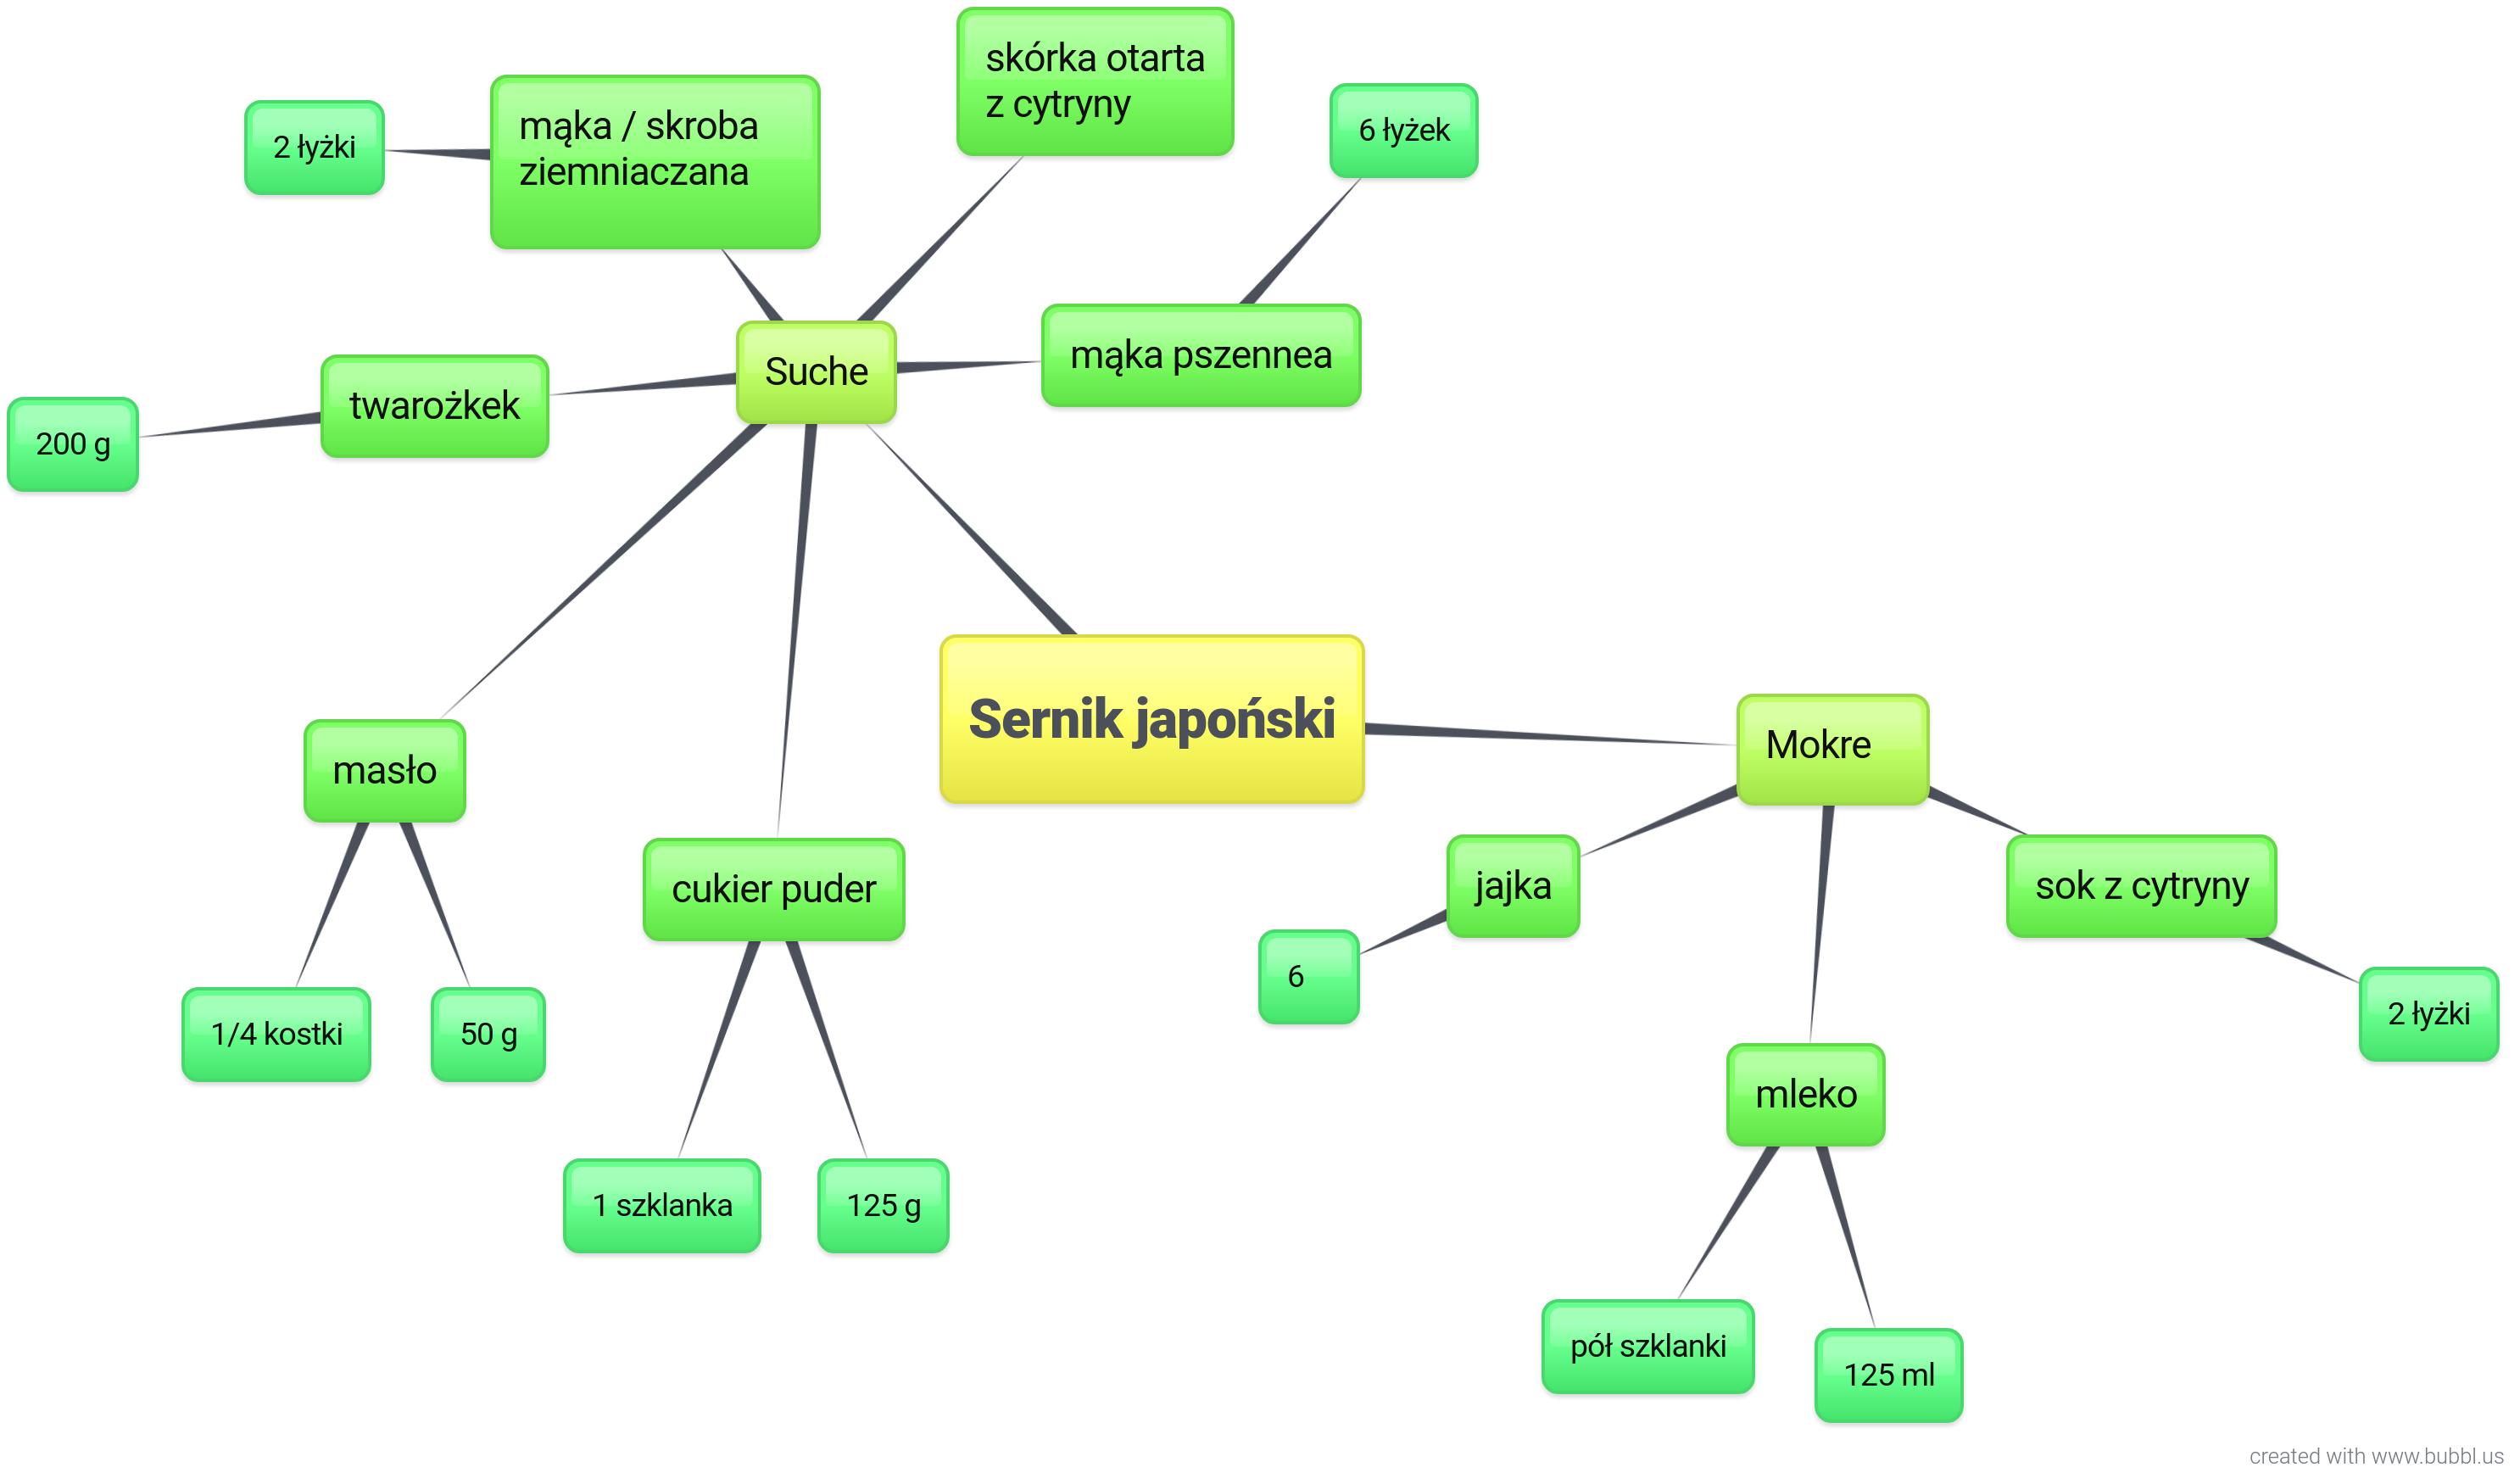 skórka otarta
z cytryny
mąka / skroba
ziemniaczana
2 łyżki
6 łyżek
Suche
mąka pszennea
twarożkek
200 g
Sernik japoński
Mokre
masło
cukier puder
jajka
sok z cytryny
6
2 łyżki
1/4 kostki
50 g
mleko
1 szklanka
125 g
pół szklanki
125 ml
created with www.bubbl.us